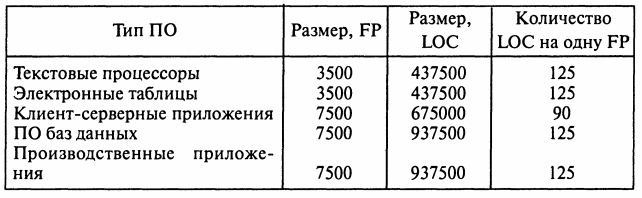 Тип ПО Размер, FP Размер, LOC Количество LOC на одну FP
Текстовые процессоры 3500 437500 125
Электронные таблицы 3500 437500 125
Клиент-серверные приложения 7500 675000 90
ПО баз данных 7500 937500 125
Производственные приложе-
ния 7500 937500 125